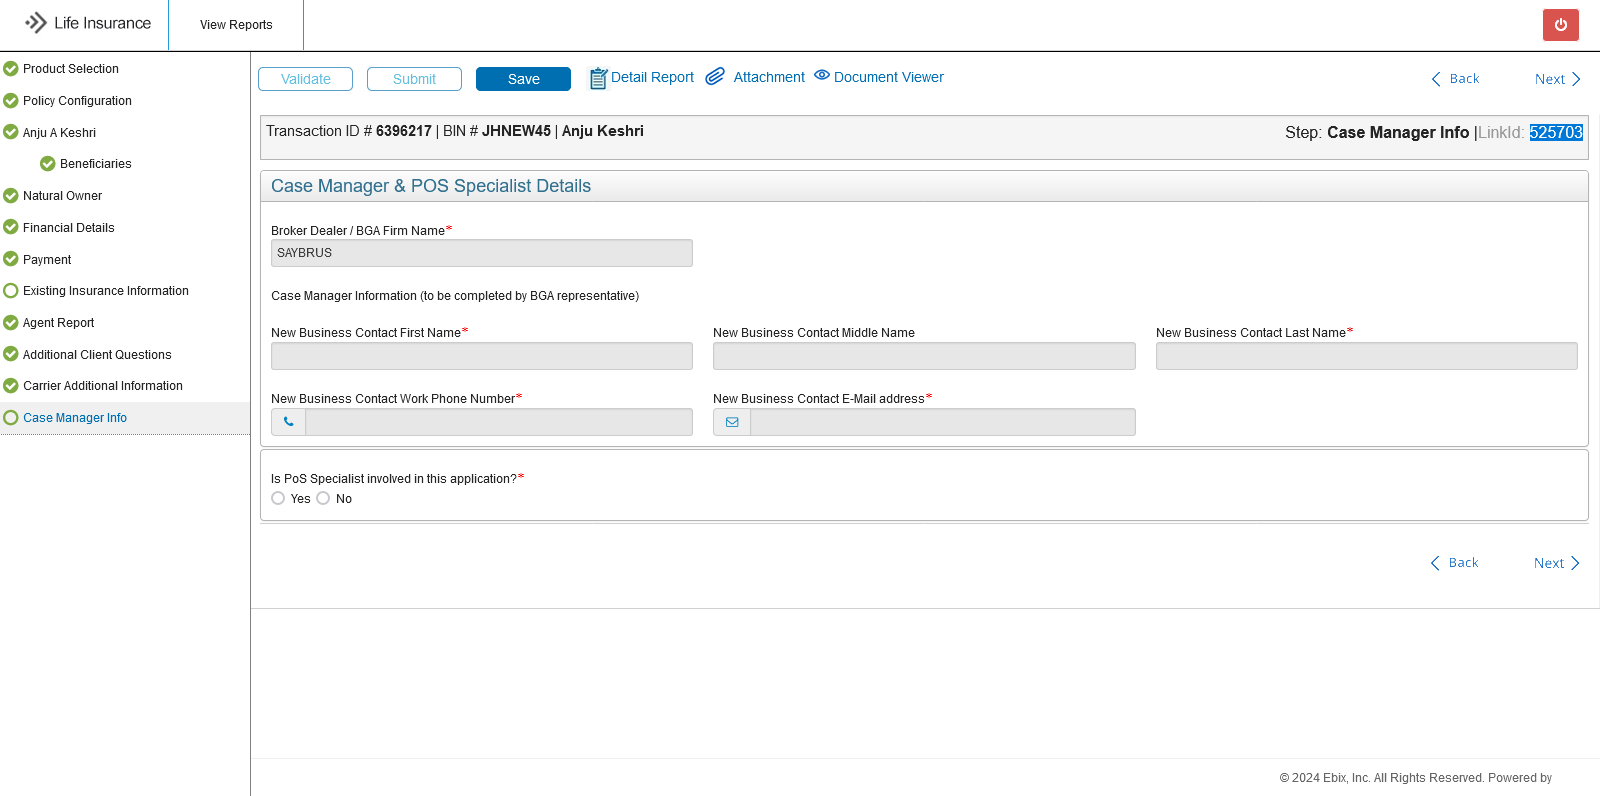 Life Insurance
View Reports
Product Selection
Policy Configuration
Anju A Keshri
Beneficiaries
Natural Owner
Financial Details
Payment
Existing Insurance Information
Agent Report
Additional Client Questions
Carrier Additional Information
Case Manager Info
Validate Submit Save Detail Report Attachment Document Viewer Back Next
Transaction ID # 6396217 | BIN # JHNEW45 | Anju Keshri
Step: Case Manager Info |LinkId: 525703
Case Manager & POS Specialist Details
Broker Dealer / BGA Firm Name*
SAYBRUS
Case Manager Information (to be completed by BGA representative)
New Business Contact First Name* New Business Contact Middle Name New Business Contact Last Name*
New Business Contact Work Phone Number* New Business Contact E-Mail address*
Is PoS Specialist involved in this application?*
Yes No
Back Next
© 2024 Ebix, Inc. All Rights Reserved. Powered by